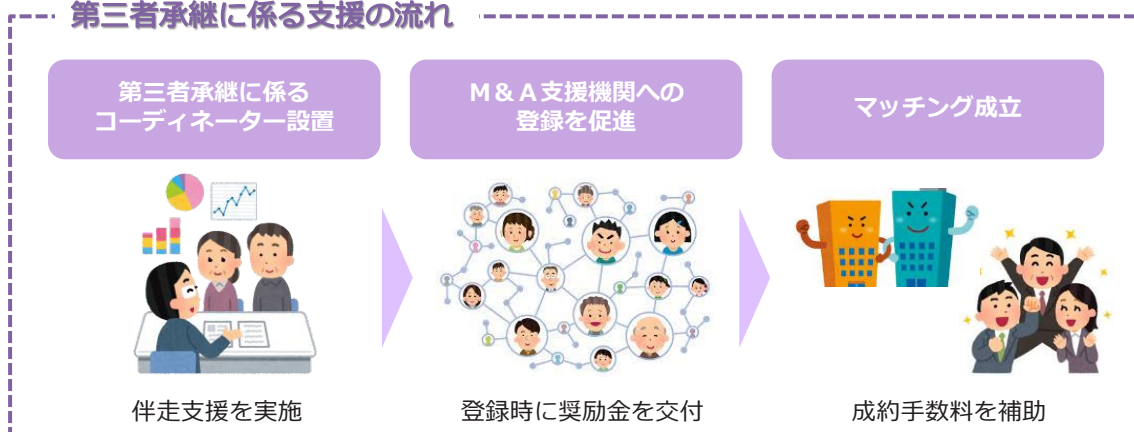 第三者承継に係る支援の流れ
第三者承継に係る
コーディネーター設置
M&A支援機関への
登録を促進
マッチング成立
伴走支援を実施
登録時に奨励金を交付
成約手数料を補助